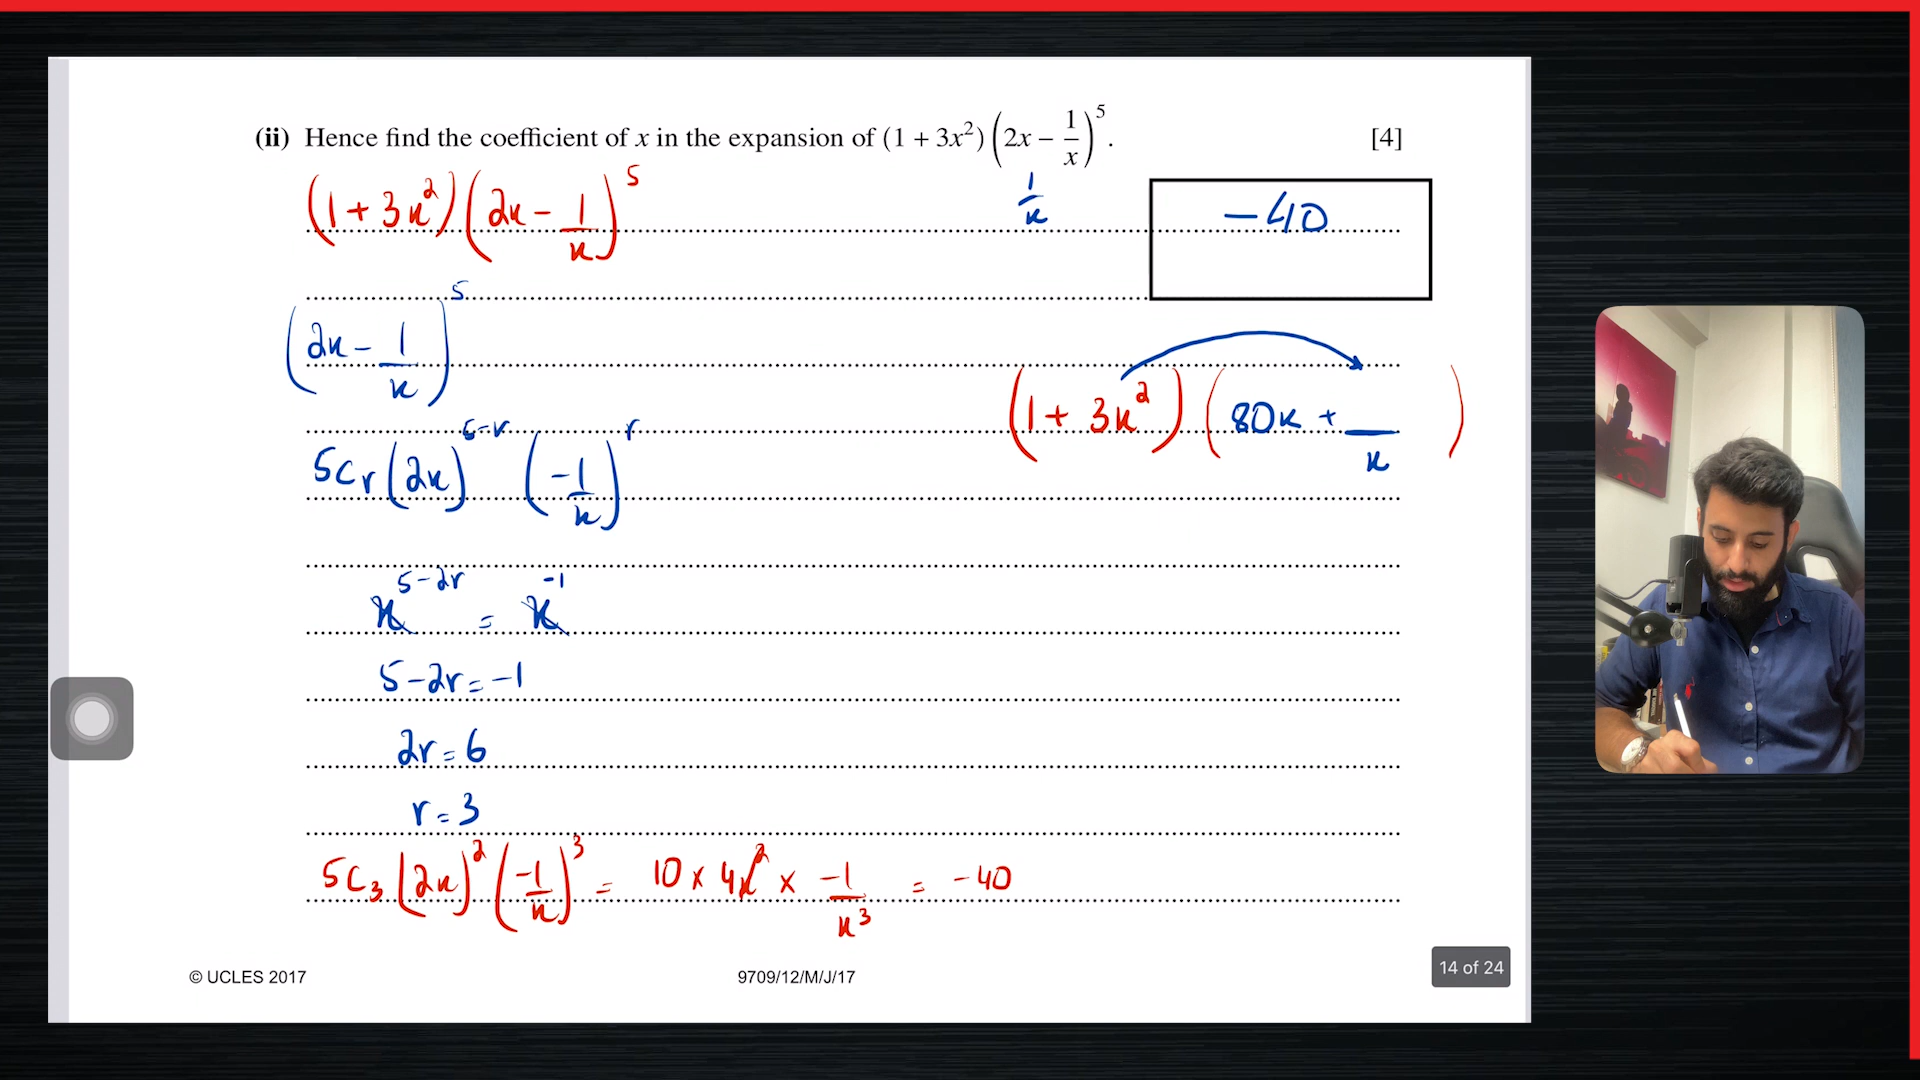 (ii) Hence find the coefficient of x in the expansion of (1 + 3x²)(2x − 1/x)⁵. [4]
(1 + 3x²)(2x − 1/x)⁵
1/x
−40
(2x − 1/x)⁵
(1 + 3x²)(80x + __/x )
5Cr (2x)⁵⁻ʳ (−1/x)ʳ
x⁵⁻²ʳ = x⁻¹
5−2r = −1
2r = 6
r = 3
5C₃ (2x)² (−1/x)³ = 10 × 4x² × −1/x³ = −40
© UCLES 2017
9709/12/M/J/17
14 of 24